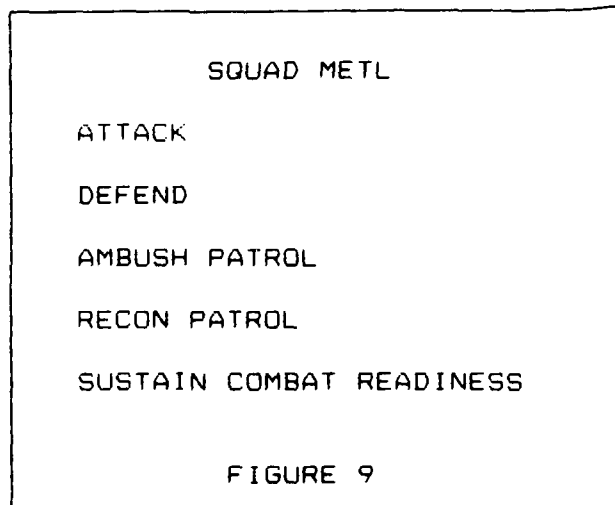 SQUAD METL
ATTACK
DEFEND
AMBUSH PATROL
RECON PATROL
SUSTAIN COMBAT READINESS
FIGURE 9